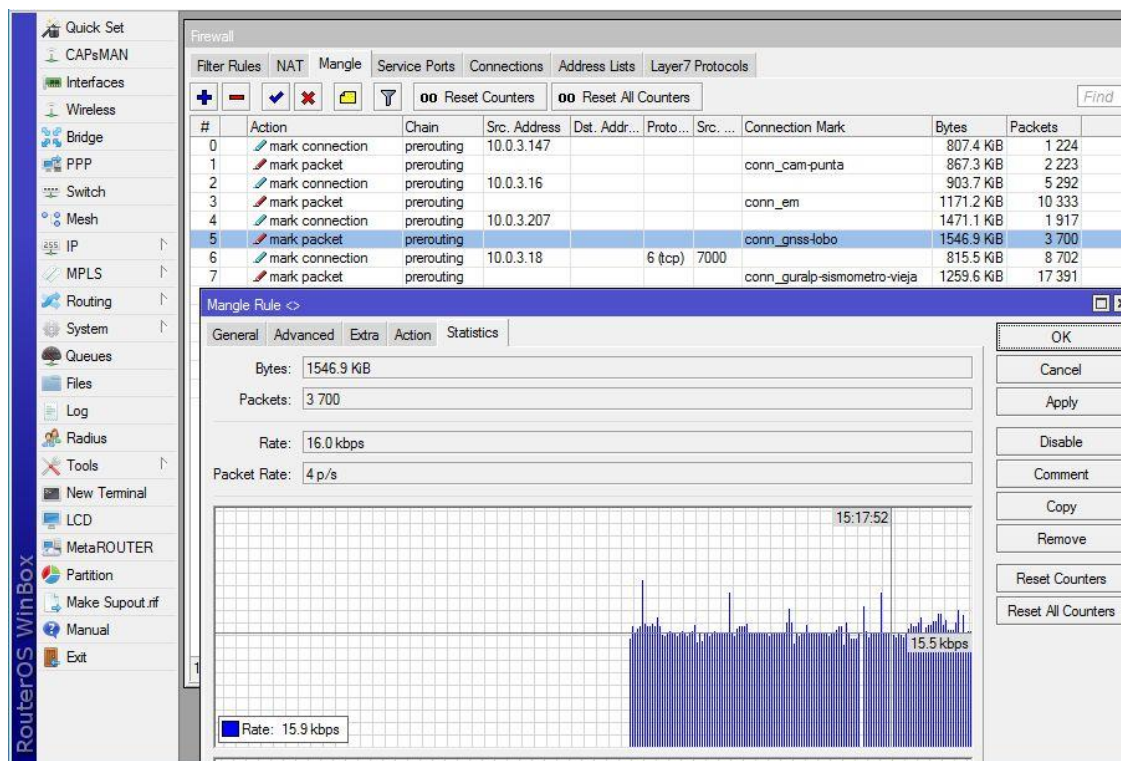 RouterOS WinBox
Quick Set
CAPsMAN
Interfaces
Wireless
Bridge
PPP
Switch
Mesh
IP
MPLS
Routing
System
Queues
Files
Log
Radius
Tools
New Terminal
LCD
MetaROUTER
Partition
Make Supout.rif
Manual
Exit
Firewall
Filter Rules NAT Mangle Service Ports Connections Address Lists Layer7 Protocols
00 Reset Counters 00 Reset All Counters Find
# Action Chain Src. Address Dst. Addr... Proto... Src. ... Connection Mark Bytes Packets
0 mark connection prerouting 10.0.3.147 807.4 KiB 1 224
1 mark packet prerouting conn_cam-punta 867.3 KiB 2 223
2 mark connection prerouting 10.0.3.16 903.7 KiB 5 292
3 mark packet prerouting conn_em 1171.2 KiB 10 333
4 mark connection prerouting 10.0.3.207 1471.1 KiB 1 917
5 mark packet prerouting conn_gnss-lobo 1546.9 KiB 3 700
6 mark connection prerouting 10.0.3.18 6 (tcp) 7000 815.5 KiB 8 702
7 mark packet prerouting conn_guralp-sismometro-vieja 1259.6 KiB 17 391
Mangle Rule <>
General Advanced Extra Action Statistics
Bytes: 1546.9 KiB
Packets: 3 700
Rate: 16.0 kbps
Packet Rate: 4 p/s
15:17:52
15.5 kbps
Rate: 15.9 kbps
OK
Cancel
Apply
Disable
Comment
Copy
Remove
Reset Counters
Reset All Counters